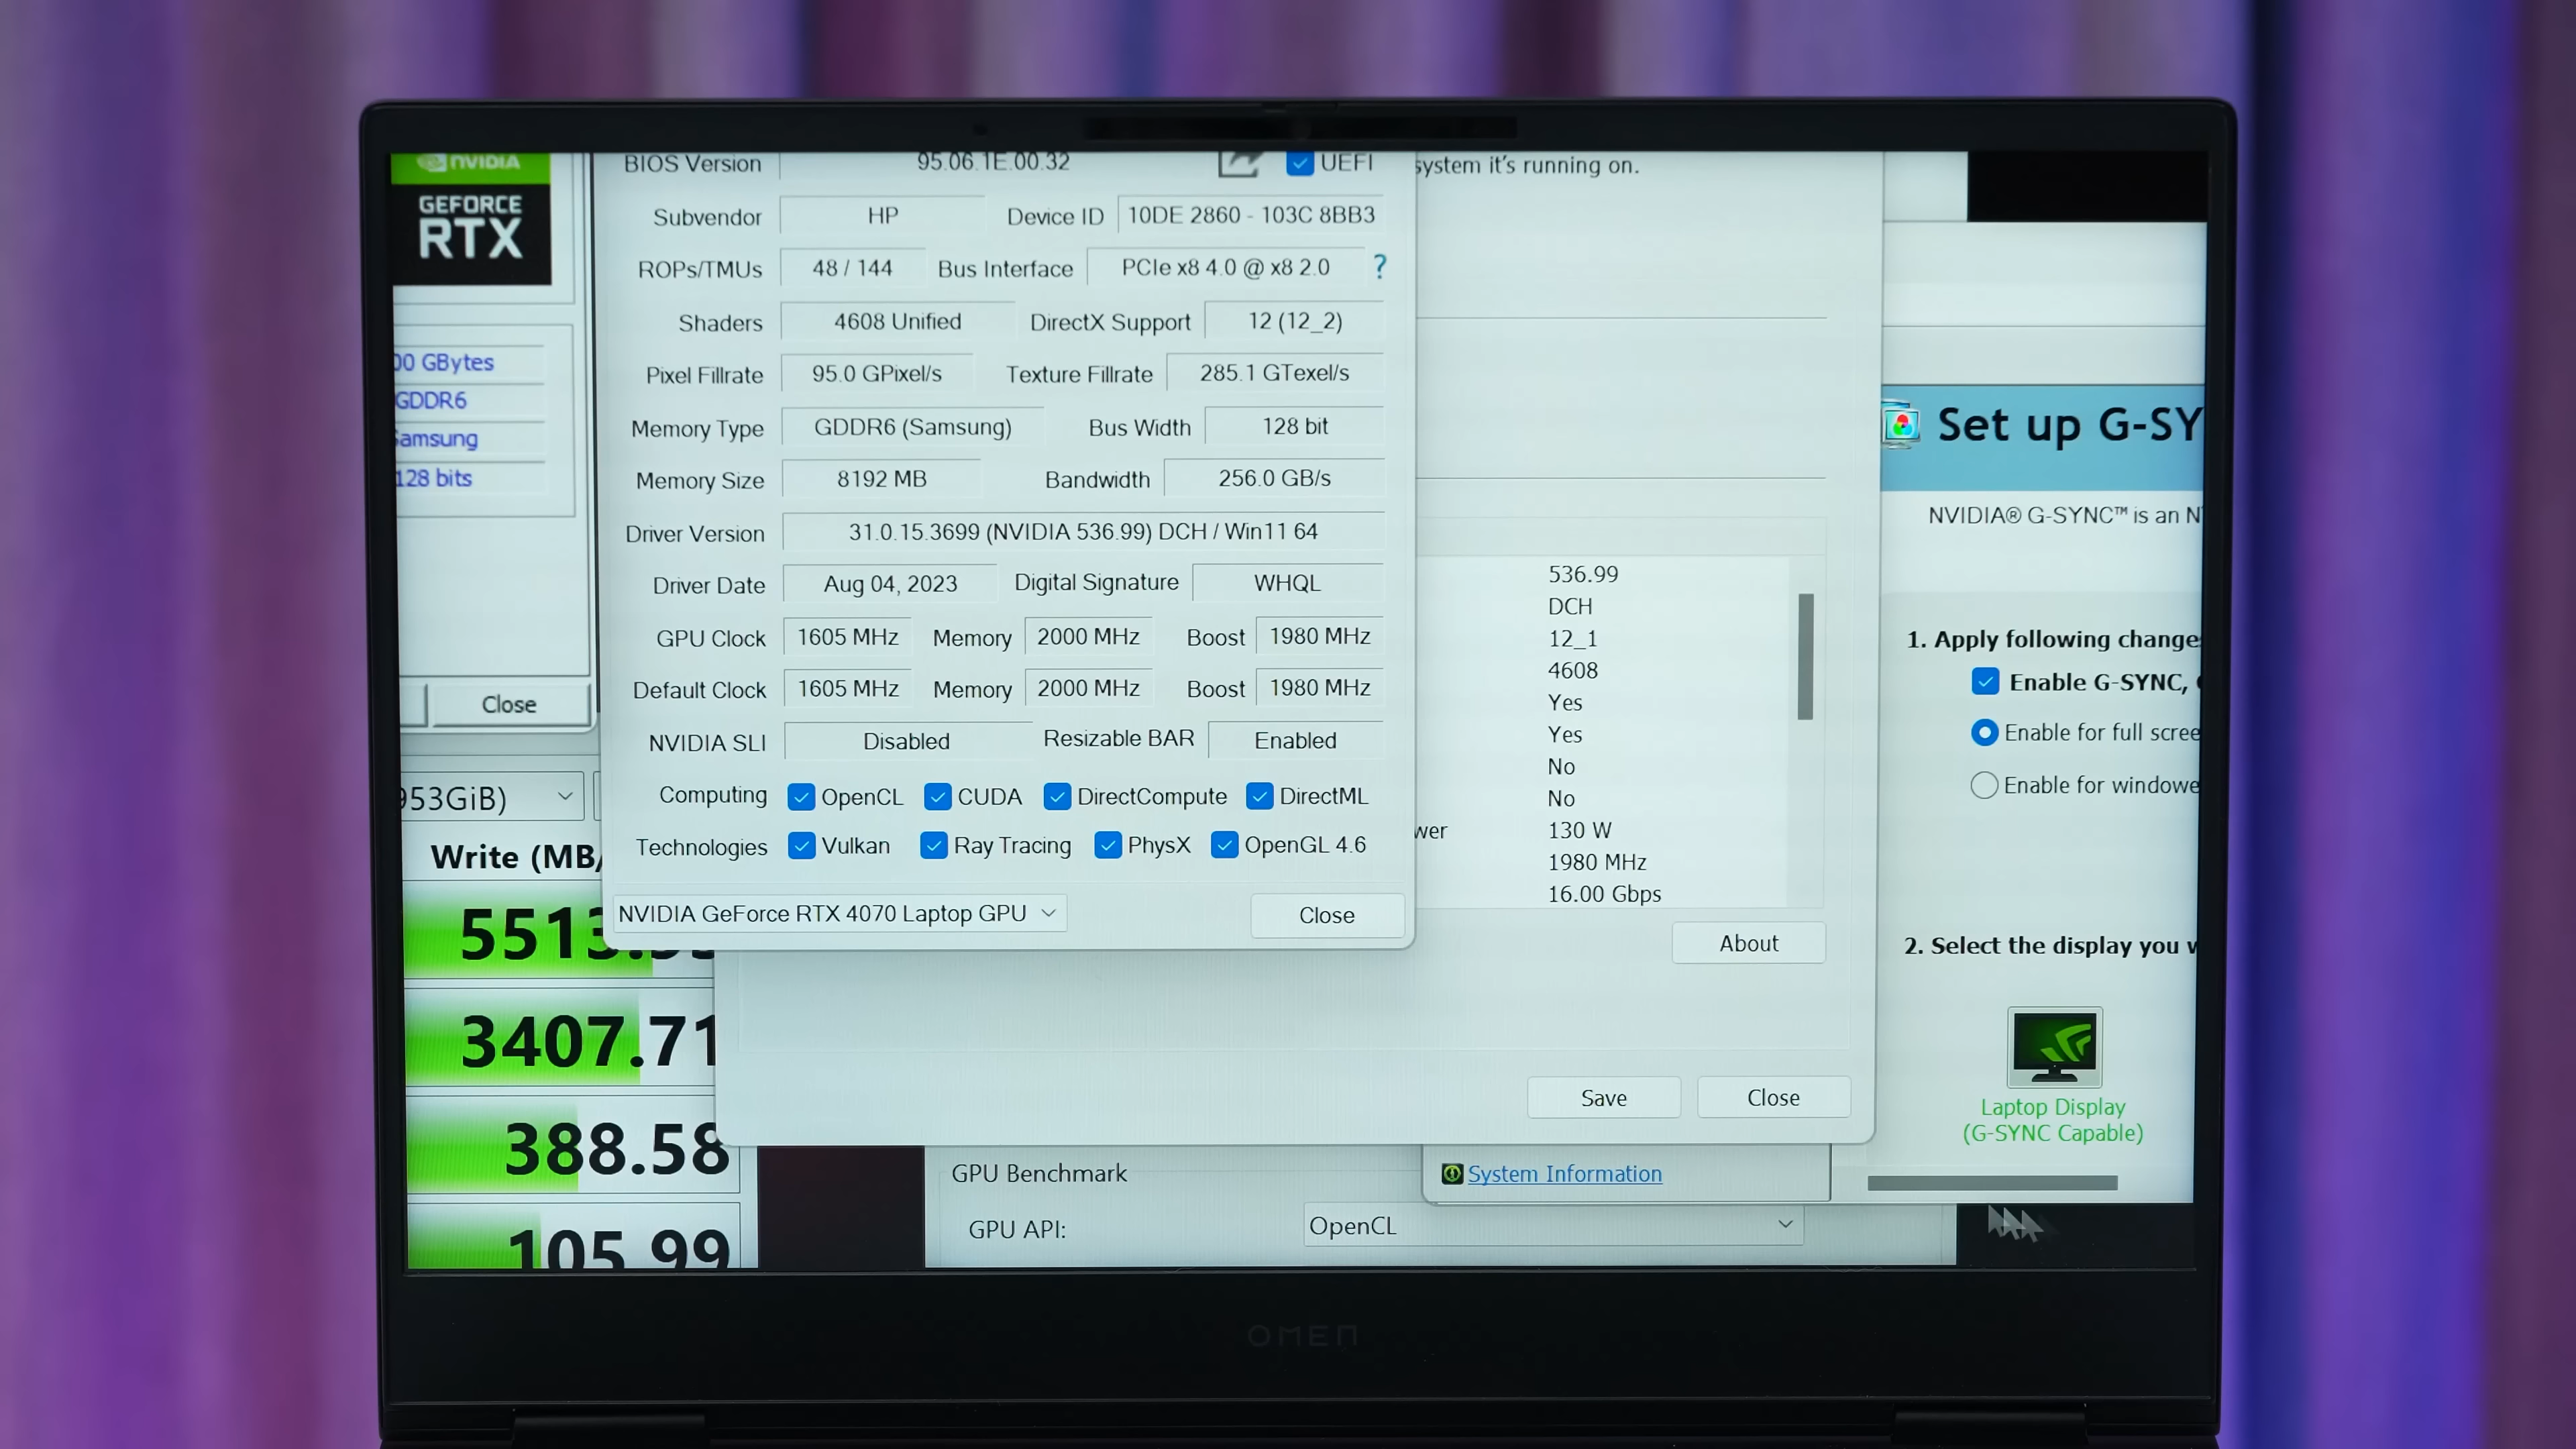 NVIDIA
GEFORCE
RTX
00 GBytes
GDDR6
Samsung
128 bits
Close
953GiB)
Write (MB/
5513.
3407.71
388.58
105.99
BIOS Version 95.06.1E.00.32 UEFI
Subvendor HP Device ID 10DE 2860 - 103C 8BB3
ROPs/TMUs 48 / 144 Bus Interface PCIe x8 4.0 @ x8 2.0 ?
Shaders 4608 Unified DirectX Support 12 (12_2)
Pixel Fillrate 95.0 GPixel/s Texture Fillrate 285.1 GTexel/s
Memory Type GDDR6 (Samsung) Bus Width 128 bit
Memory Size 8192 MB Bandwidth 256.0 GB/s
Driver Version 31.0.15.3699 (NVIDIA 536.99) DCH / Win11 64
Driver Date Aug 04, 2023 Digital Signature WHQL
GPU Clock 1605 MHz Memory 2000 MHz Boost 1980 MHz
Default Clock 1605 MHz Memory 2000 MHz Boost 1980 MHz
NVIDIA SLI Disabled Resizable BAR Enabled
Computing OpenCL CUDA DirectCompute DirectML
Technologies Vulkan Ray Tracing PhysX OpenGL 4.6
NVIDIA GeForce RTX 4070 Laptop GPU Close
system it's running on.
536.99
DCH
12_1
4608
Yes
Yes
No
No
wer 130 W
1980 MHz
16.00 Gbps
About
Save Close
System Information
GPU Benchmark
GPU API: OpenCL
Set up G-SY
NVIDIA® G-SYNC™ is an N
1. Apply following change
Enable G-SYNC,
Enable for full scree
Enable for windowe
2. Select the display you w
Laptop Display
(G-SYNC Capable)
OMEN